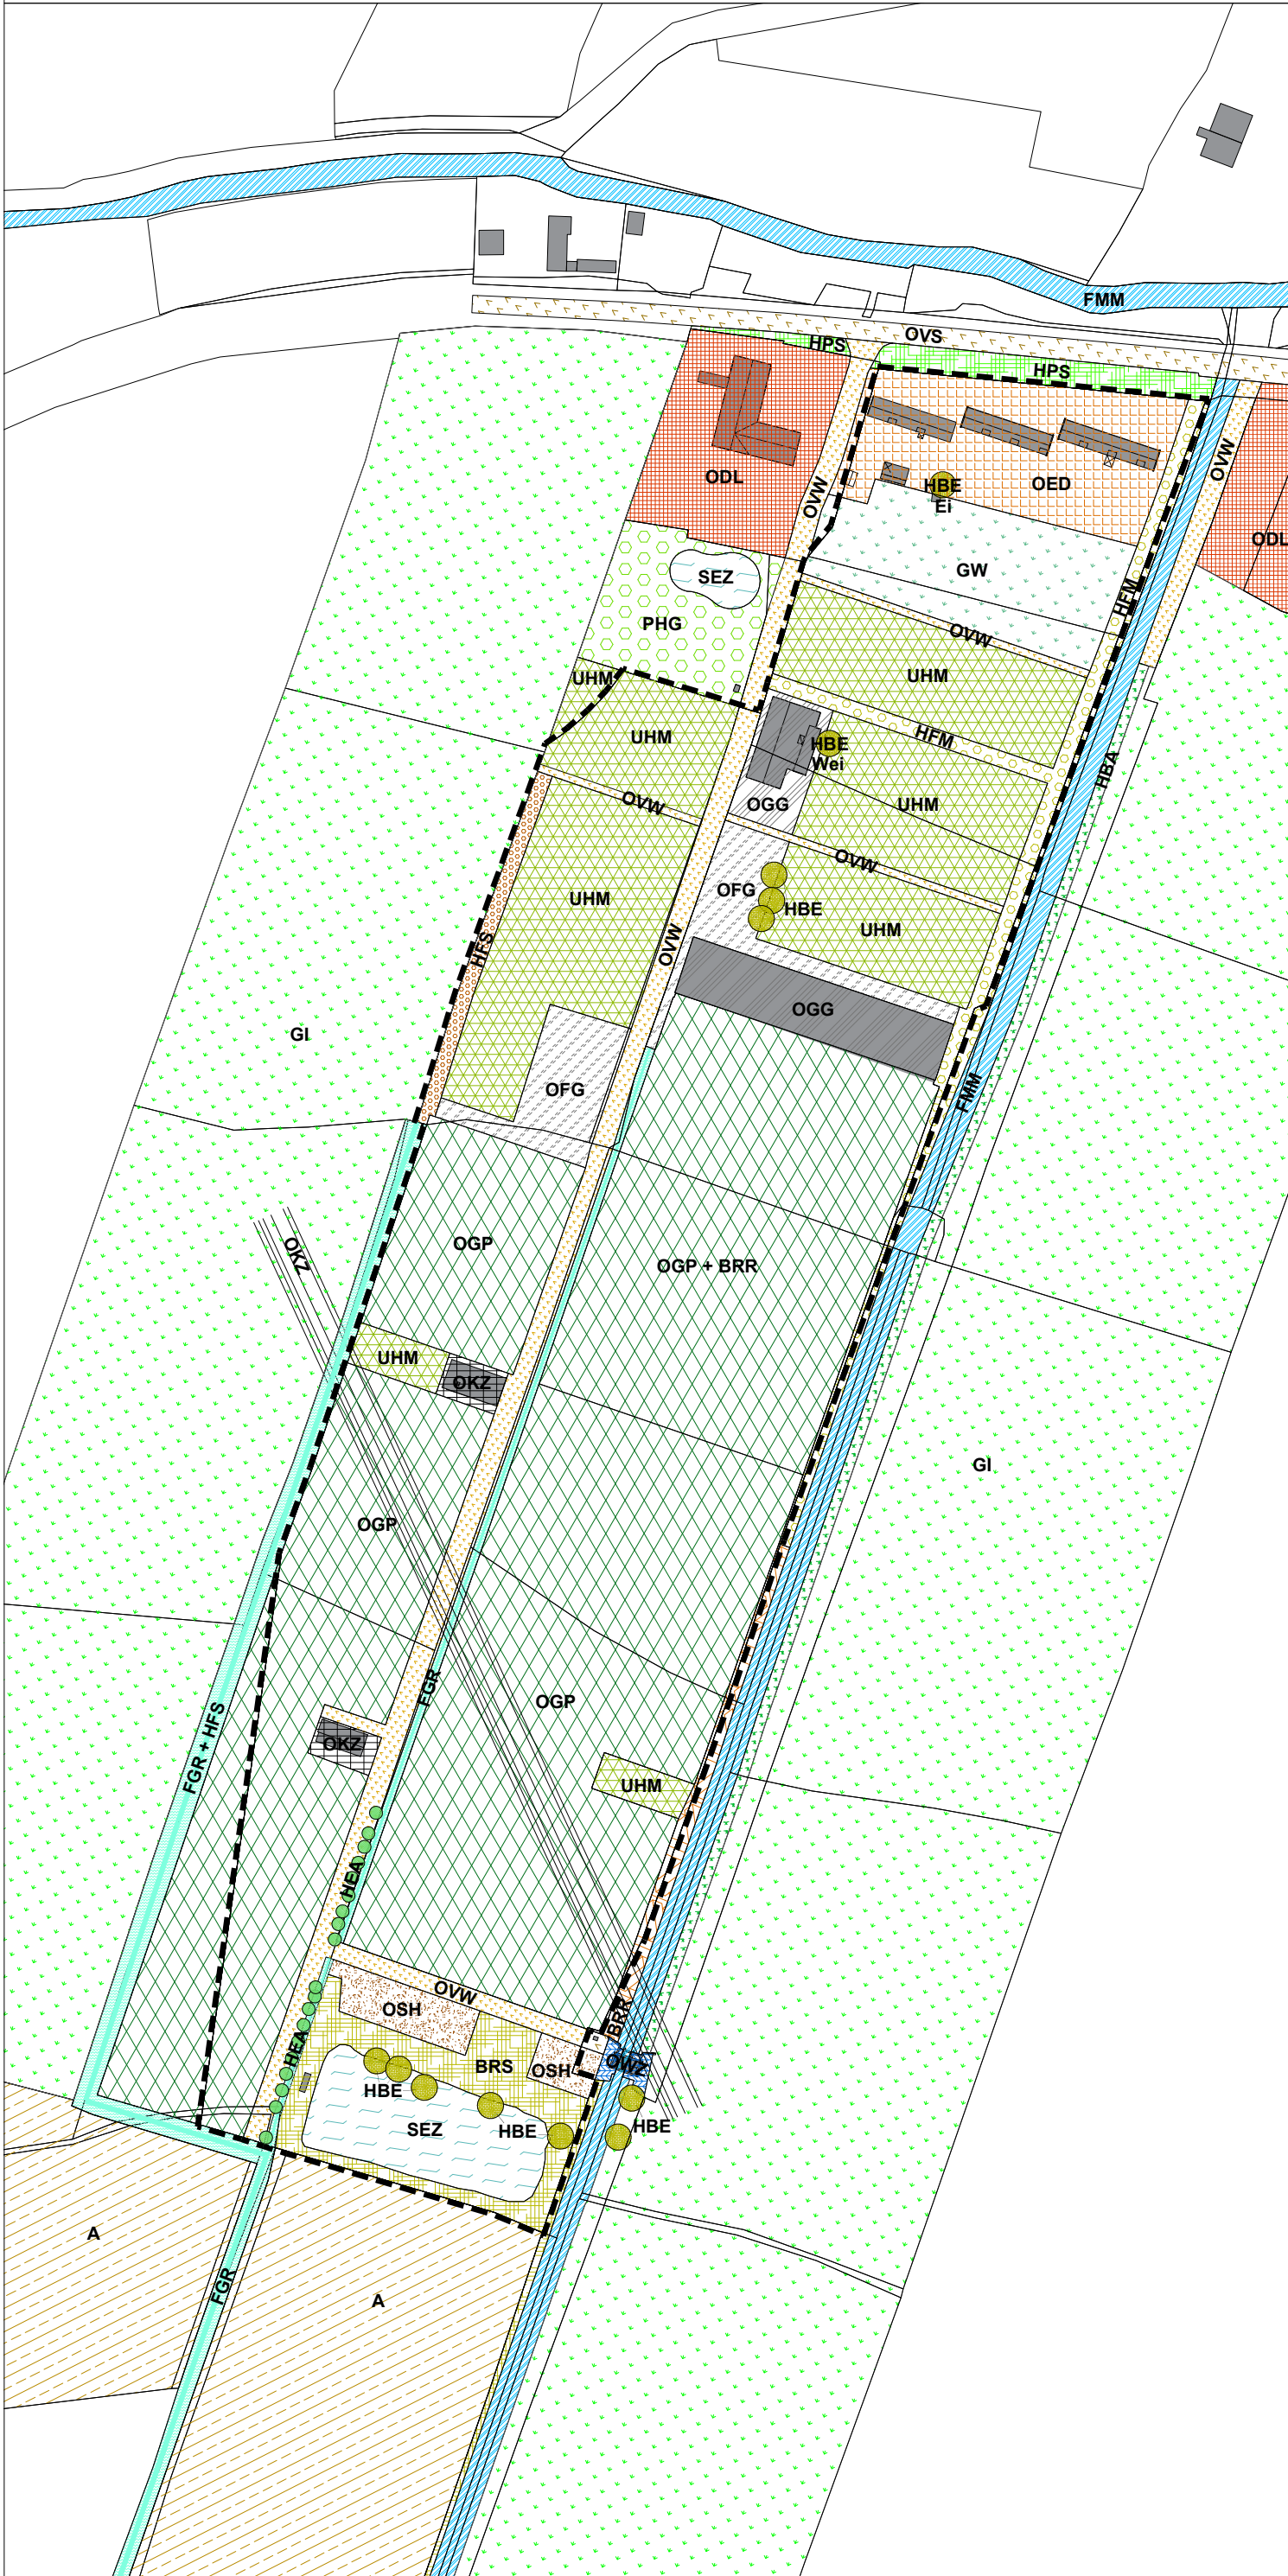 FMM
OVS
HPS
HPS
OVW
ODL
OVW
HBE
Ei
OED
ODL
GW
SEZ
HFM
PHG
OVW
UHM
UHM
UHM
HFM
HBE
Wei
HBA
OVW
OGG
UHM
OVW
UHM
OFG
HBE
UHM
HFS
OVW
OGG
GI
OFG
FMM
OGP
OKZ
OGP + BRR
UHM
OKZ
GI
OGP
FGR
OGP
FGR + HFS
OKZ
UHM
HEA
OVW
OSH
BRR
HEA
BRS
OSH
OWZ
HBE
SEZ
HBE
HBE
A
FGR
A